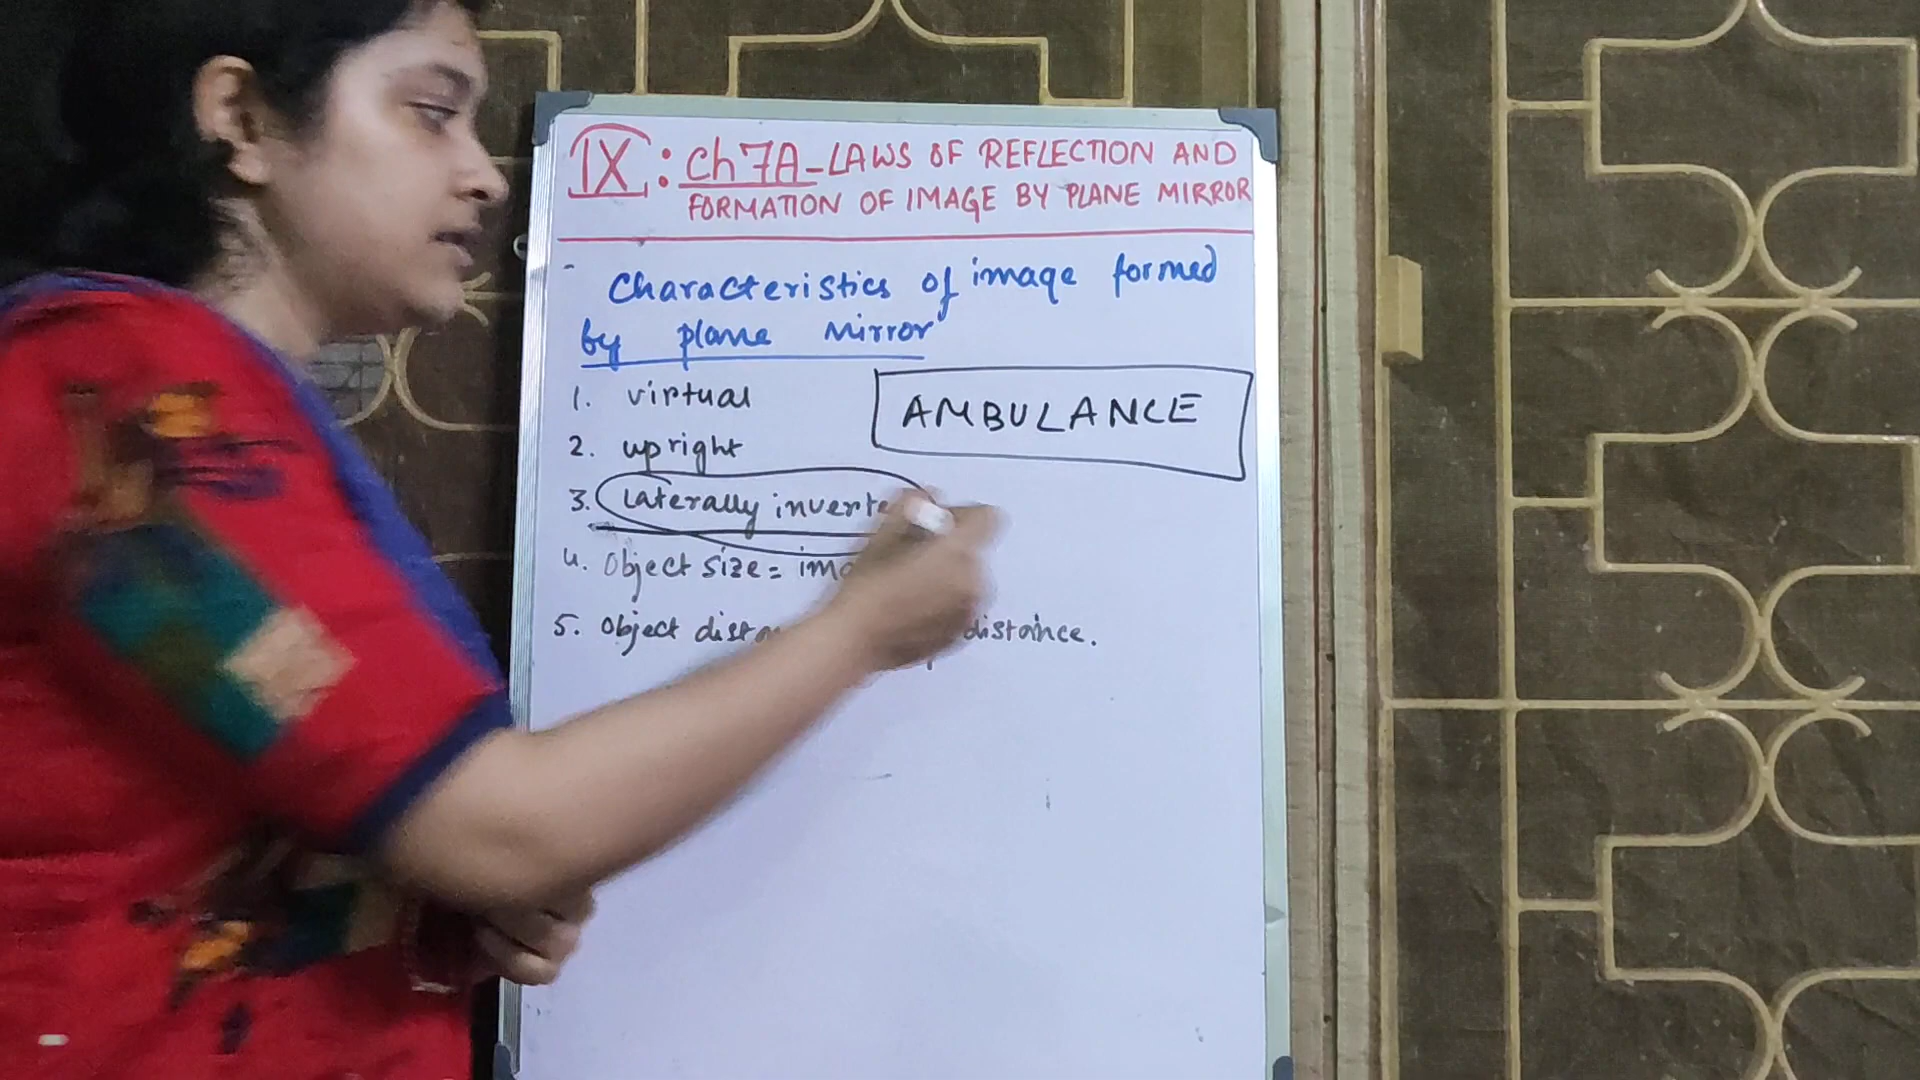 IX: Ch 7A - LAWS OF REFLECTION AND
FORMATION OF IMAGE BY PLANE MIRROR
Characteristics of image formed
by plane mirror
1. virtual
AMBULANCE
2. upright
3. Laterally inverte
4. Object size = ima
5. Object dista distance.